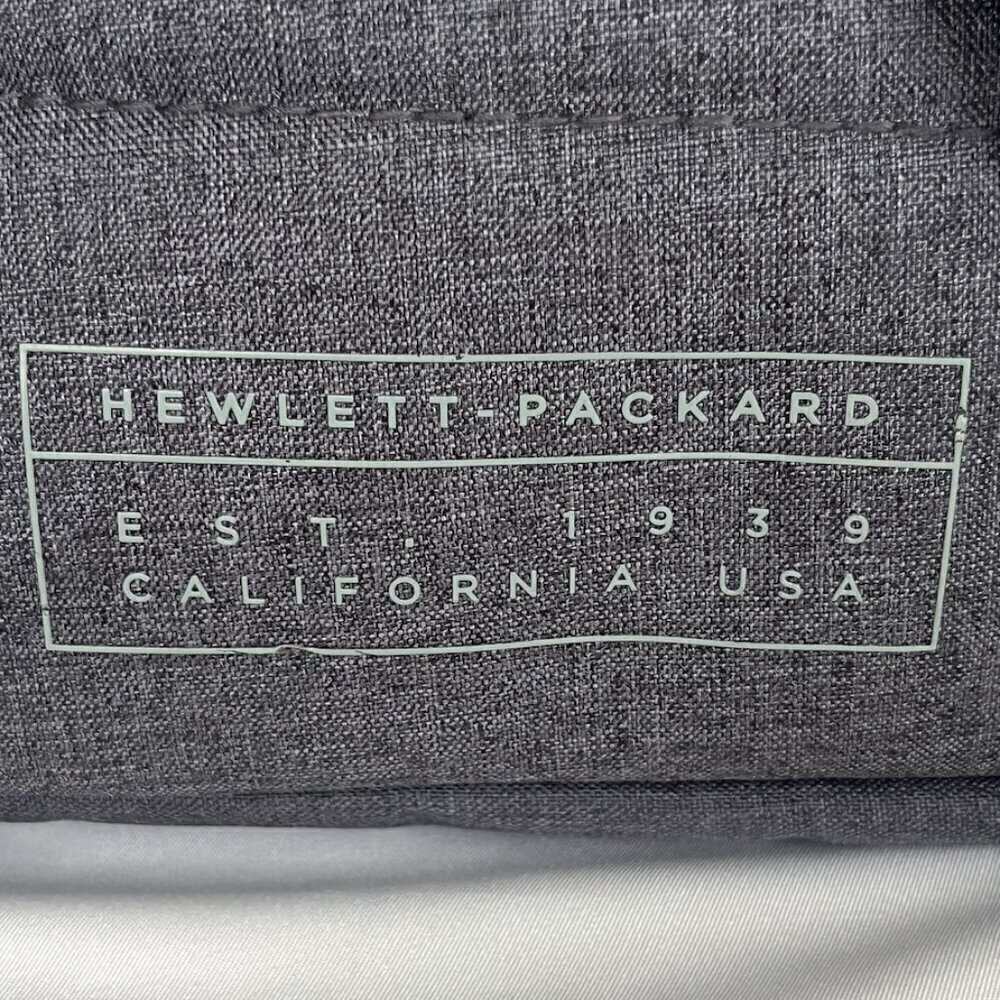 HEWLETT-PACKARD
EST. 1939
CALIFORNIA USA